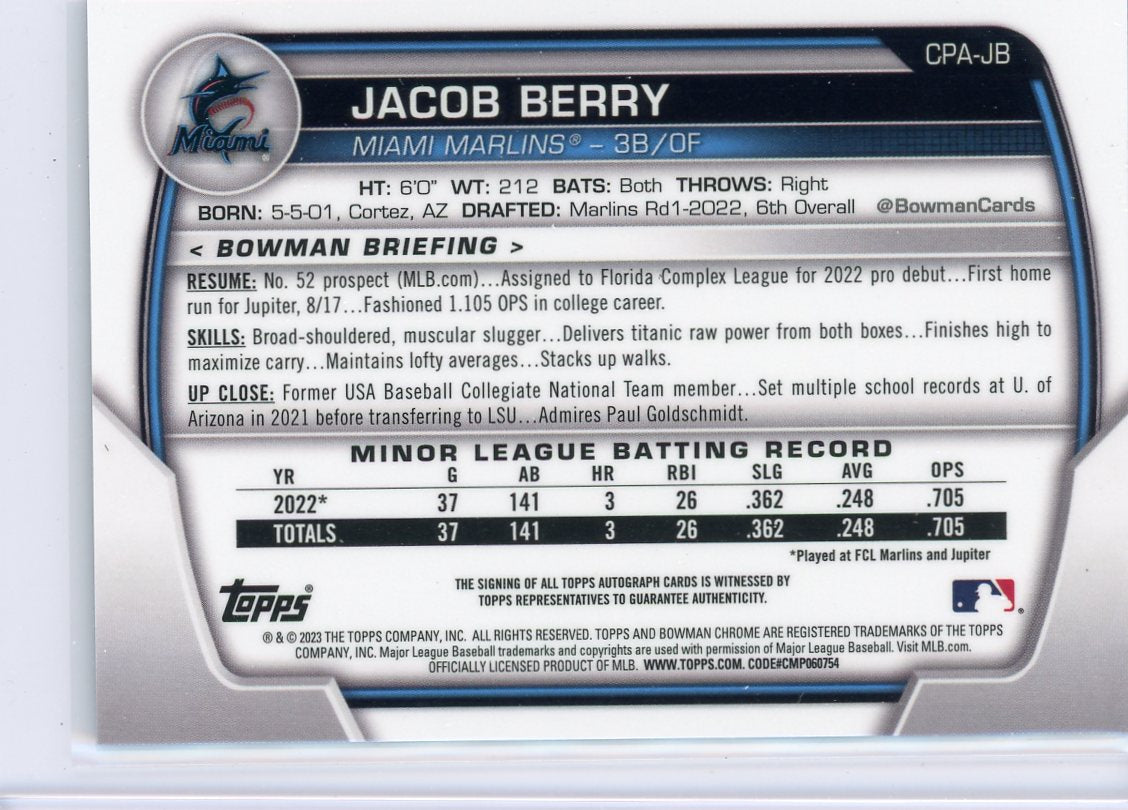 CPA-JB
Miami
JACOB BERRY
MIAMI MARLINS® – 3B/OF
HT: 6'0" WT: 212 BATS: Both THROWS: Right
BORN: 5-5-01, Cortez, AZ DRAFTED: Marlins Rd1-2022, 6th Overall @BowmanCards
< BOWMAN BRIEFING >
RESUME: No. 52 prospect (MLB.com)...Assigned to Florida Complex League for 2022 pro debut...First home
run for Jupiter, 8/17...Fashioned 1.105 OPS in college career.
SKILLS: Broad-shouldered, muscular slugger...Delivers titanic raw power from both boxes...Finishes high to
maximize carry...Maintains lofty averages...Stacks up walks.
UP CLOSE: Former USA Baseball Collegiate National Team member...Set multiple school records at U. of
Arizona in 2021 before transferring to LSU...Admires Paul Goldschmidt.
MINOR LEAGUE BATTING RECORD
YR G AB HR RBI SLG AVG OPS
2022* 37 141 3 26 .362 .248 .705
TOTALS 37 141 3 26 .362 .248 .705
*Played at FCL Marlins and Jupiter
topps®
THE SIGNING OF ALL TOPPS AUTOGRAPH CARDS IS WITNESSED BY
TOPPS REPRESENTATIVES TO GUARANTEE AUTHENTICITY.
® & © 2023 THE TOPPS COMPANY, INC. ALL RIGHTS RESERVED. TOPPS AND BOWMAN CHROME ARE REGISTERED TRADEMARKS OF THE TOPPS
COMPANY, INC. Major League Baseball trademarks and copyrights are used with permission of Major League Baseball. Visit MLB.com.
OFFICIALLY LICENSED PRODUCT OF MLB. WWW.TOPPS.COM. CODE#CMP060754